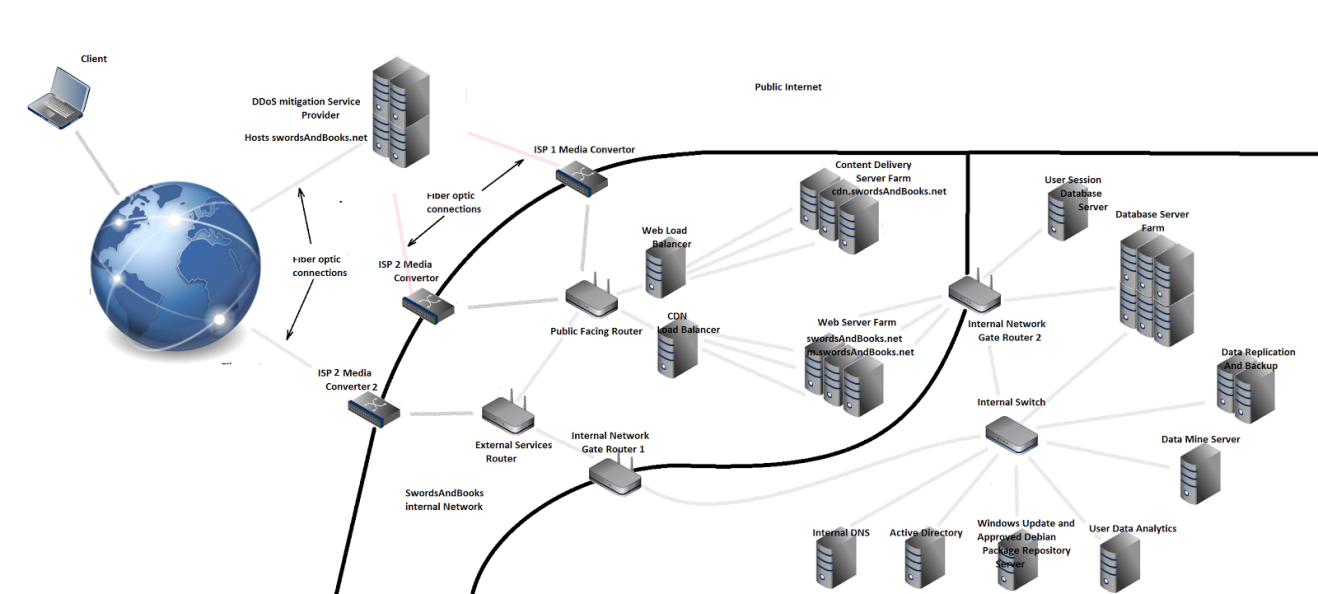 Client
DDoS mitigation Service
Provider
Hosts swordsAndBooks.net
Public Internet
ISP 1 Media Convertor
Fiber optic
connections
Fiber optic
connections
ISP 2 Media
Convertor
ISP 2 Media
Converter 2
Public Facing Router
Web Load
Balancer
CDN
Load Balancer
Content Delivery
Server Farm
cdn.swordsAndBooks.net
Web Server Farm
swordsAndBooks.net
m.swordsAndBooks.net
User Session
Database
Server
Database Server
Farm
Internal Network
Gate Router 2
Data Replication
And Backup
Internal Switch
Data Mine Server
External Services
Router
Internal Network
Gate Router 1
SwordsAndBooks
internal Network
Internal DNS
Active Directory
Windows Update and
Approved Debian
Package Repository
Server
User Data Analytics